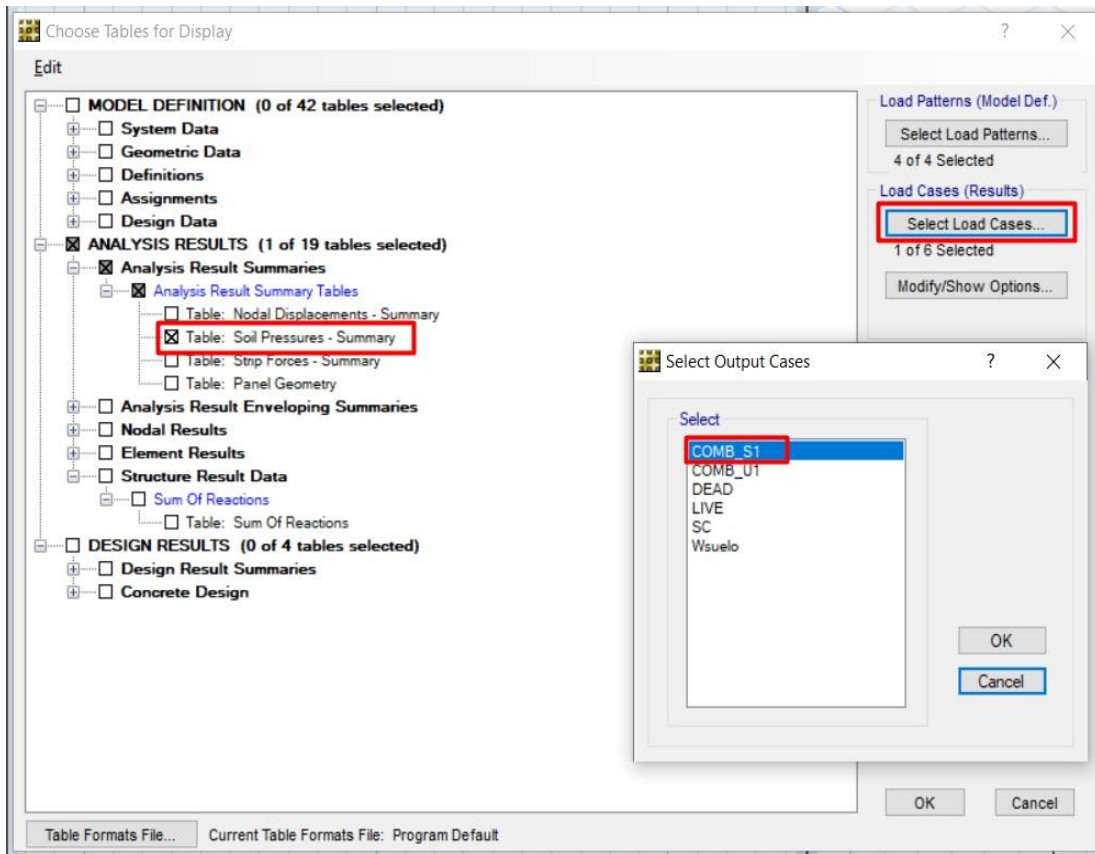 Choose Tables for Display
?
Edit
MODEL DEFINITION (0 of 42 tables selected)
System Data
Geometric Data
Definitions
Assignments
Design Data
ANALYSIS RESULTS (1 of 19 tables selected)
Analysis Result Summaries
Analysis Result Summary Tables
Table: Nodal Displacements - Summary
Table: Soil Pressures - Summary
Table: Strip Forces - Summary
Table: Panel Geometry
Analysis Result Enveloping Summaries
Nodal Results
Element Results
Structure Result Data
Sum Of Reactions
Table: Sum Of Reactions
DESIGN RESULTS (0 of 4 tables selected)
Design Result Summaries
Concrete Design
Load Patterns (Model Def.)
Select Load Patterns...
4 of 4 Selected
Load Cases (Results)
Select Load Cases...
1 of 6 Selected
Modify/Show Options...
Select Output Cases
?
Select
COMB_S1
COMB_U1
DEAD
LIVE
SC
Wsuelo
OK
Cancel
OK
Cancel
Table Formats File...
Current Table Formats File: Program Default